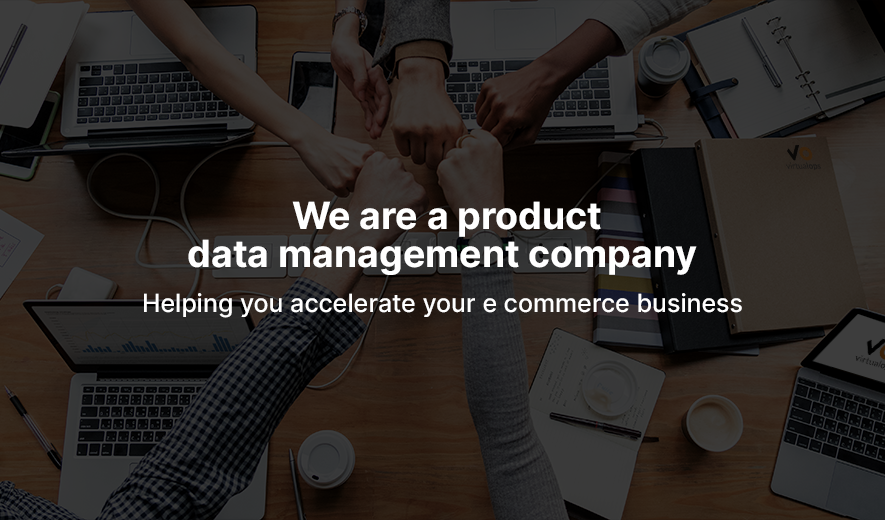 We are a product
data management company
Helping you accelerate your e commerce business